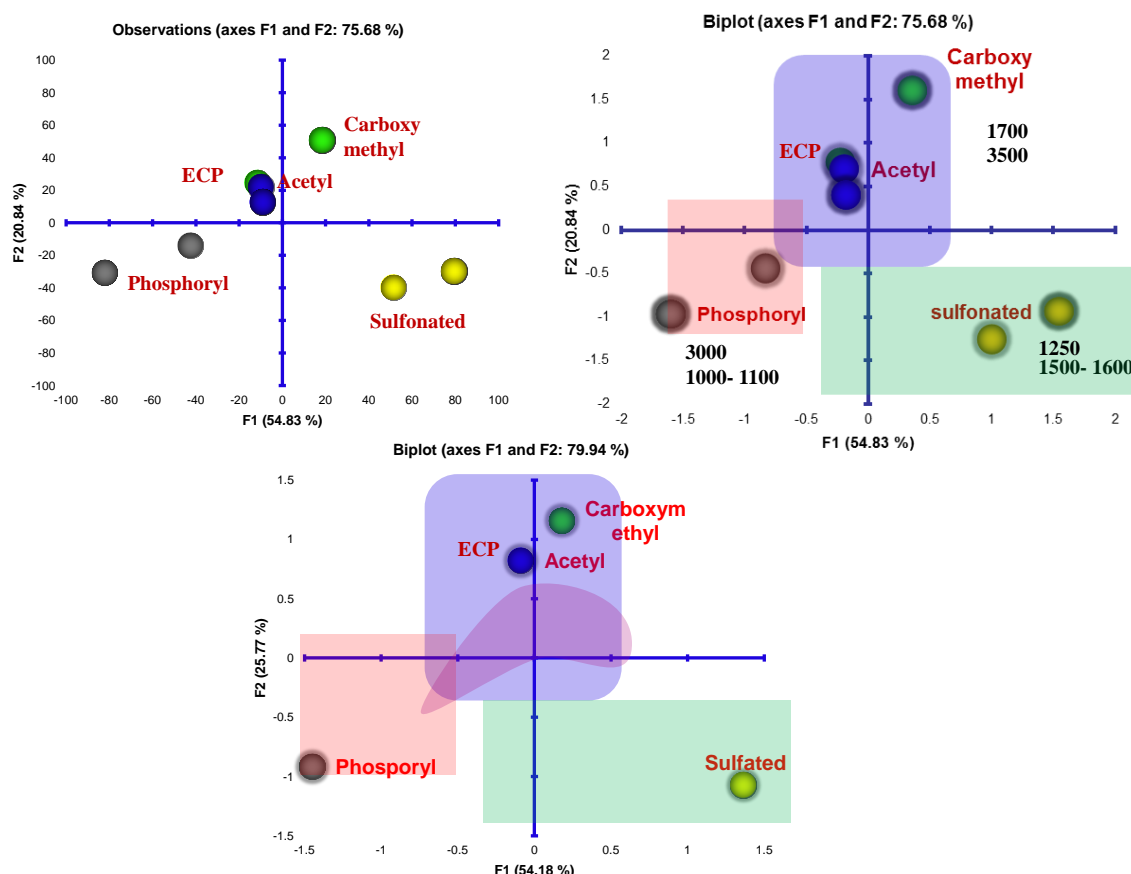 Observations (axes F1 and F2: 75.68 %)
100
80
60
40
20
0
-20
-40
-60
-80
-100
F2 (20.84 %)
Carboxy
methyl
ECP
Acetyl
Phosphoryl
Sulfonated
-100 -80 -60 -40 -20 0 20 40 60 80 100
F1 (54.83 %)
Biplot (axes F1 and F2: 75.68 %)
2
1.5
1
0.5
0
-0.5
-1
-1.5
-2
F2 (20.84 %)
Carboxy
methyl
1700
3500
ECP
Acetyl
Phosphoryl
3000
1000- 1100
sulfonated
1250
1500- 1600
-2 -1.5 -1 -0.5 0 0.5 1 1.5 2
F1 (54.83 %)
Biplot (axes F1 and F2: 79.94 %)
1.5
1
0.5
0
-0.5
-1
-1.5
F2 (25.77 %)
Carboxym
ethyl
ECP
Acetyl
Phosporyl
Sulfated
-1.5 -1 -0.5 0 0.5 1 1.5
F1 (54.18 %)